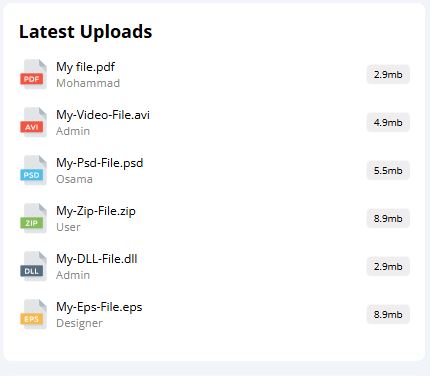 Latest Uploads
PDF
My file.pdf
Mohammad
2.9mb
AVI
My-Video-File.avi
Admin
4.9mb
PSD
My-Psd-File.psd
Osama
5.5mb
ZIP
My-Zip-File.zip
User
8.9mb
DLL
My-DLL-File.dll
Admin
2.9mb
EPS
My-Eps-File.eps
Designer
8.9mb